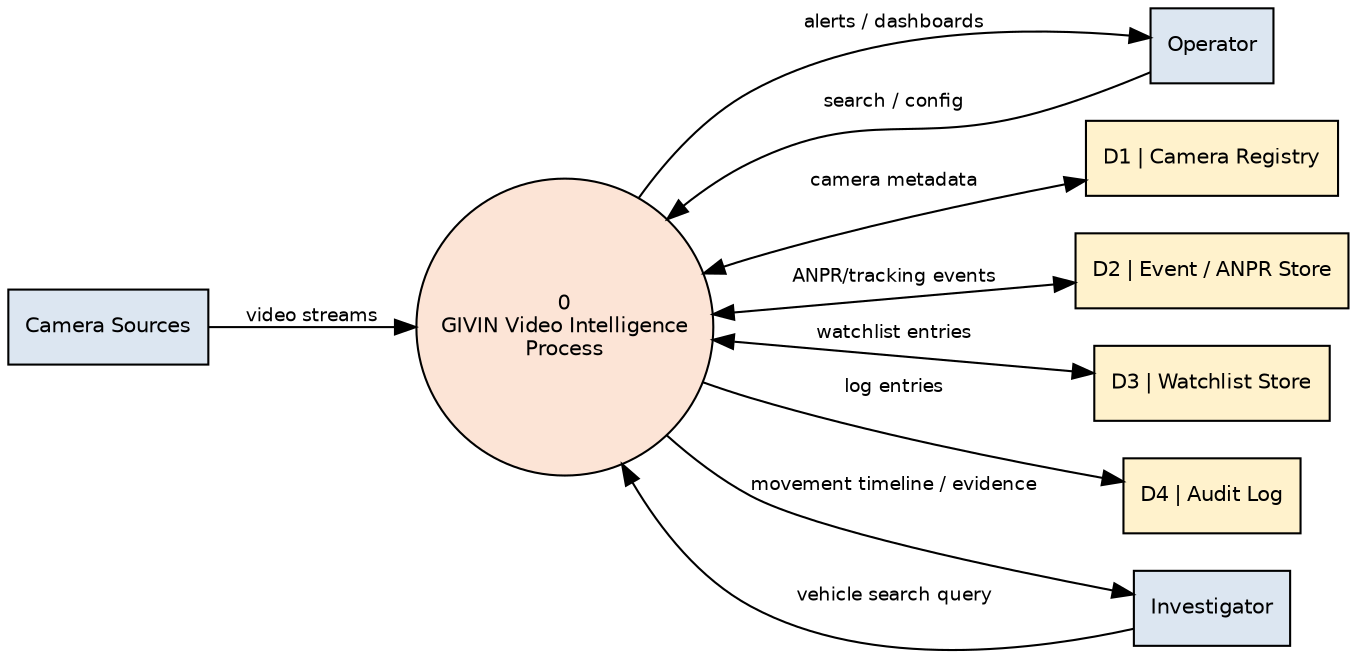 alerts / dashboards
Operator
search / config
D1 | Camera Registry
camera metadata
D2 | Event / ANPR Store
ANPR/tracking events
Camera Sources
video streams
0
GIVIN Video Intelligence
Process
watchlist entries
D3 | Watchlist Store
log entries
D4 | Audit Log
movement timeline / evidence
vehicle search query
Investigator